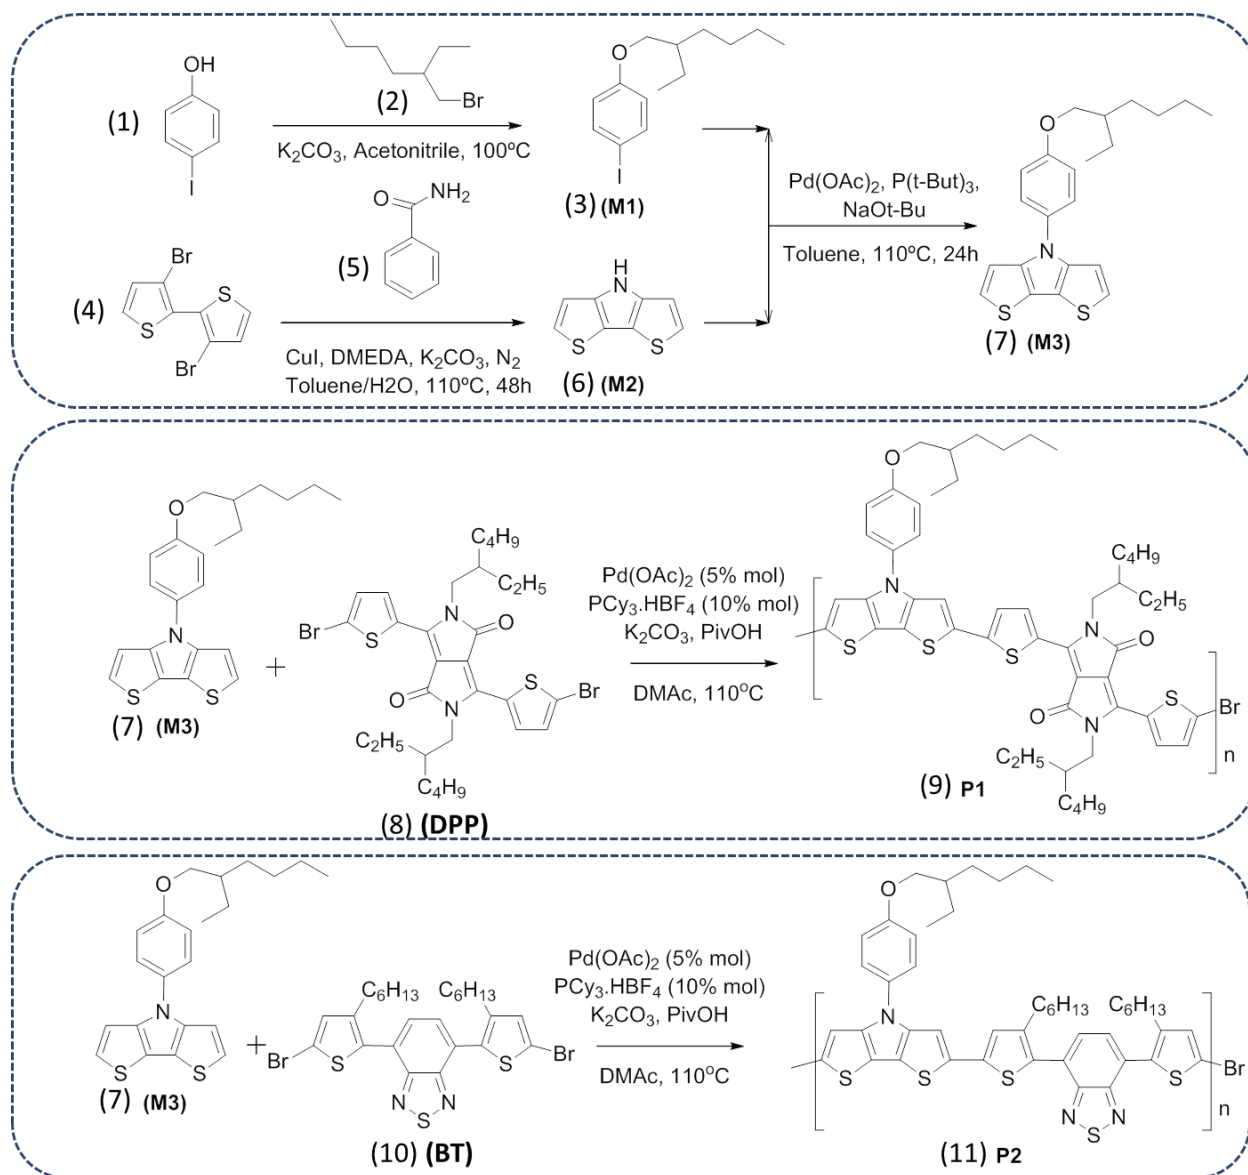 OH
(1)
I
(2)
Br
K2CO3, Acetonitrile, 100ºC
O
I
(3) (M1)
Br
S
S
Br
(4)
O
NH2
(5)
CuI, DMEDA, K2CO3, N2
Toluene/H2O, 110ºC, 48h
H
N
S
S
(6) (M2)
Pd(OAc)2, P(t-But)3,
NaOt-Bu
Toluene, 110ºC, 24h
O
N
S
S
(7) (M3)
O
N
S
S
(7) (M3)
+
C4H9
C2H5
Br
S
N
O
O
N
S
Br
C2H5
C4H9
(8) (DPP)
Pd(OAc)2 (5% mol)
PCy3.HBF4 (10% mol)
K2CO3, PivOH
DMAc, 110oC
O
N
S
S
S
C4H9
C2H5
N
O
O
N
S
Br
n
C2H5
C4H9
(9) P1
O
N
S
S
(7) (M3)
+
C6H13
C6H13
Br
S
S
Br
N
N
S
(10) (BT)
Pd(OAc)2 (5% mol)
PCy3.HBF4 (10% mol)
K2CO3, PivOH
DMAc, 110oC
O
N
S
S
S
C6H13
C6H13
S
Br
n
N
N
S
(11) P2